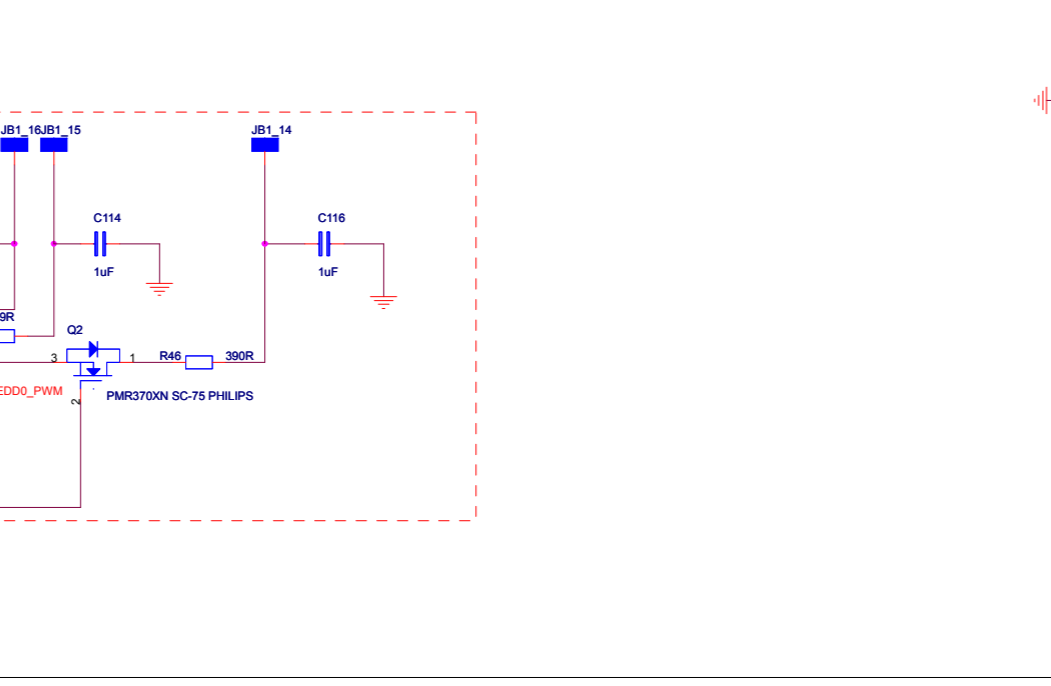 JB1_16
JB1_15
JB1_14
C114
1uF
C116
1uF
9R
Q2
3
1
2
R46
390R
EDD0_PWM
PMR370XN SC-75 PHILIPS